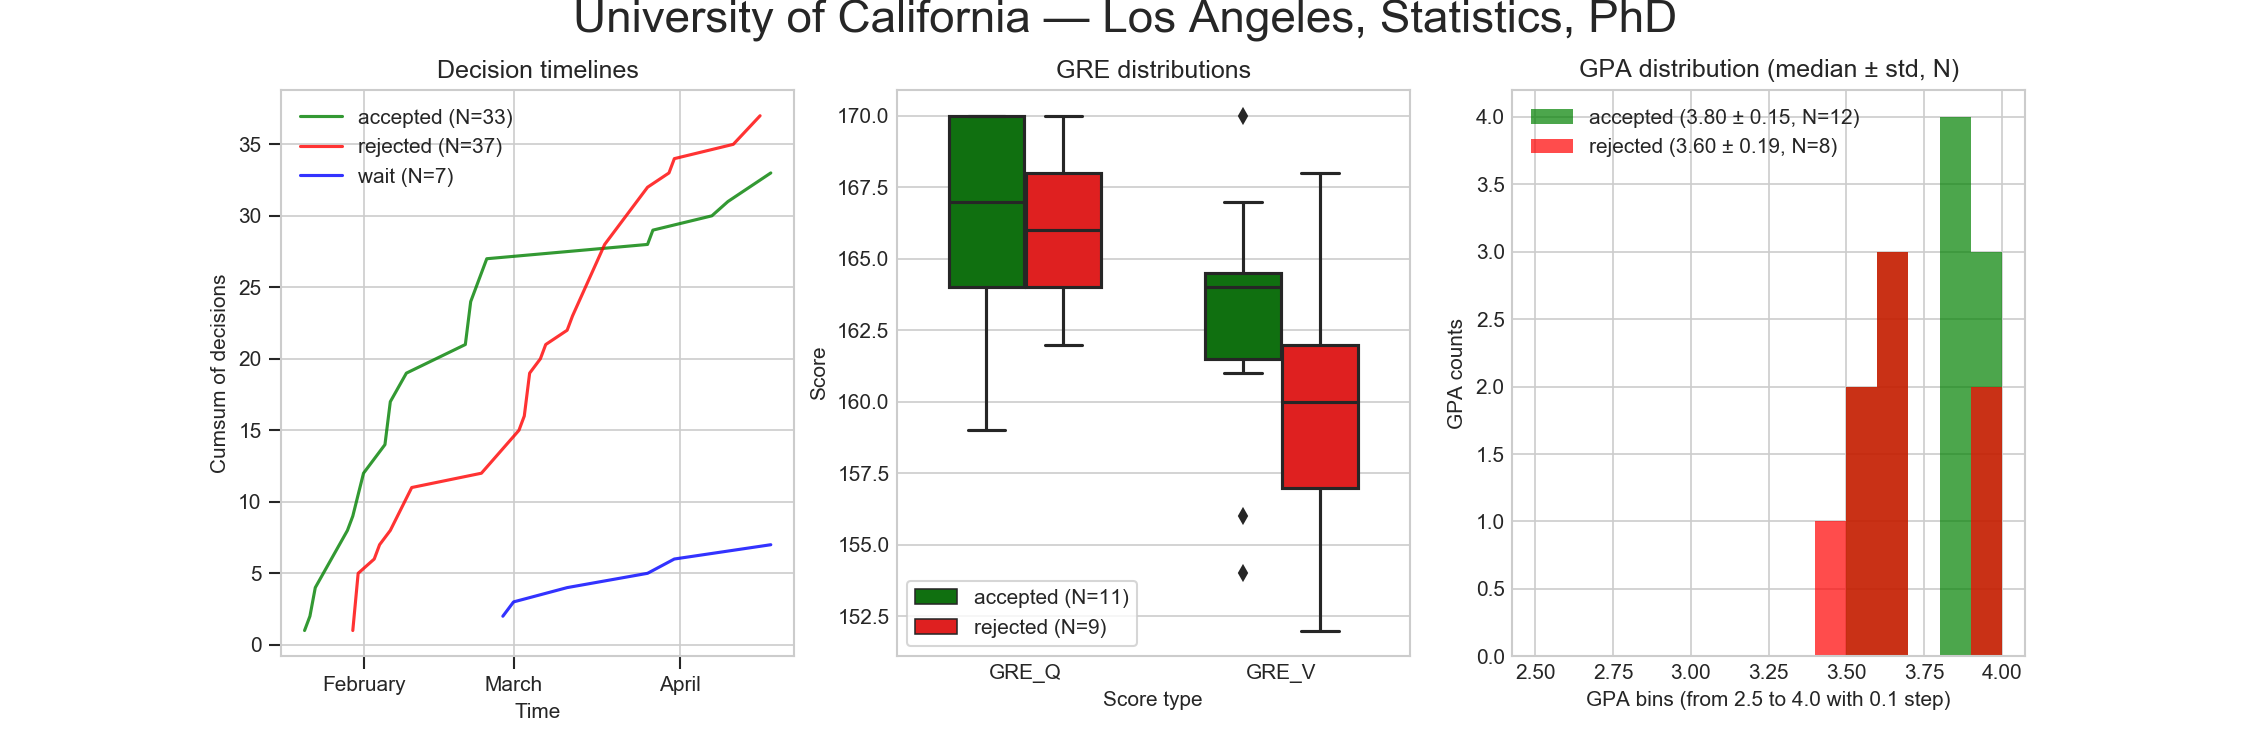 University of California — Los Angeles, Statistics, PhD
Decision timelines
accepted (N=33)
rejected (N=37)
wait (N=7)
35
30
25
20
15
10
5
0
Cumsum of decisions
February
March
April
Time
GRE distributions
170.0
167.5
165.0
162.5
160.0
157.5
155.0
152.5
Score
accepted (N=11)
rejected (N=9)
GRE_Q
GRE_V
Score type
GPA distribution (median ± std, N)
accepted (3.80 ± 0.15, N=12)
rejected (3.60 ± 0.19, N=8)
4.0
3.5
3.0
2.5
2.0
1.5
1.0
0.5
0.0
GPA counts
2.50
2.75
3.00
3.25
3.50
3.75
4.00
GPA bins (from 2.5 to 4.0 with 0.1 step)